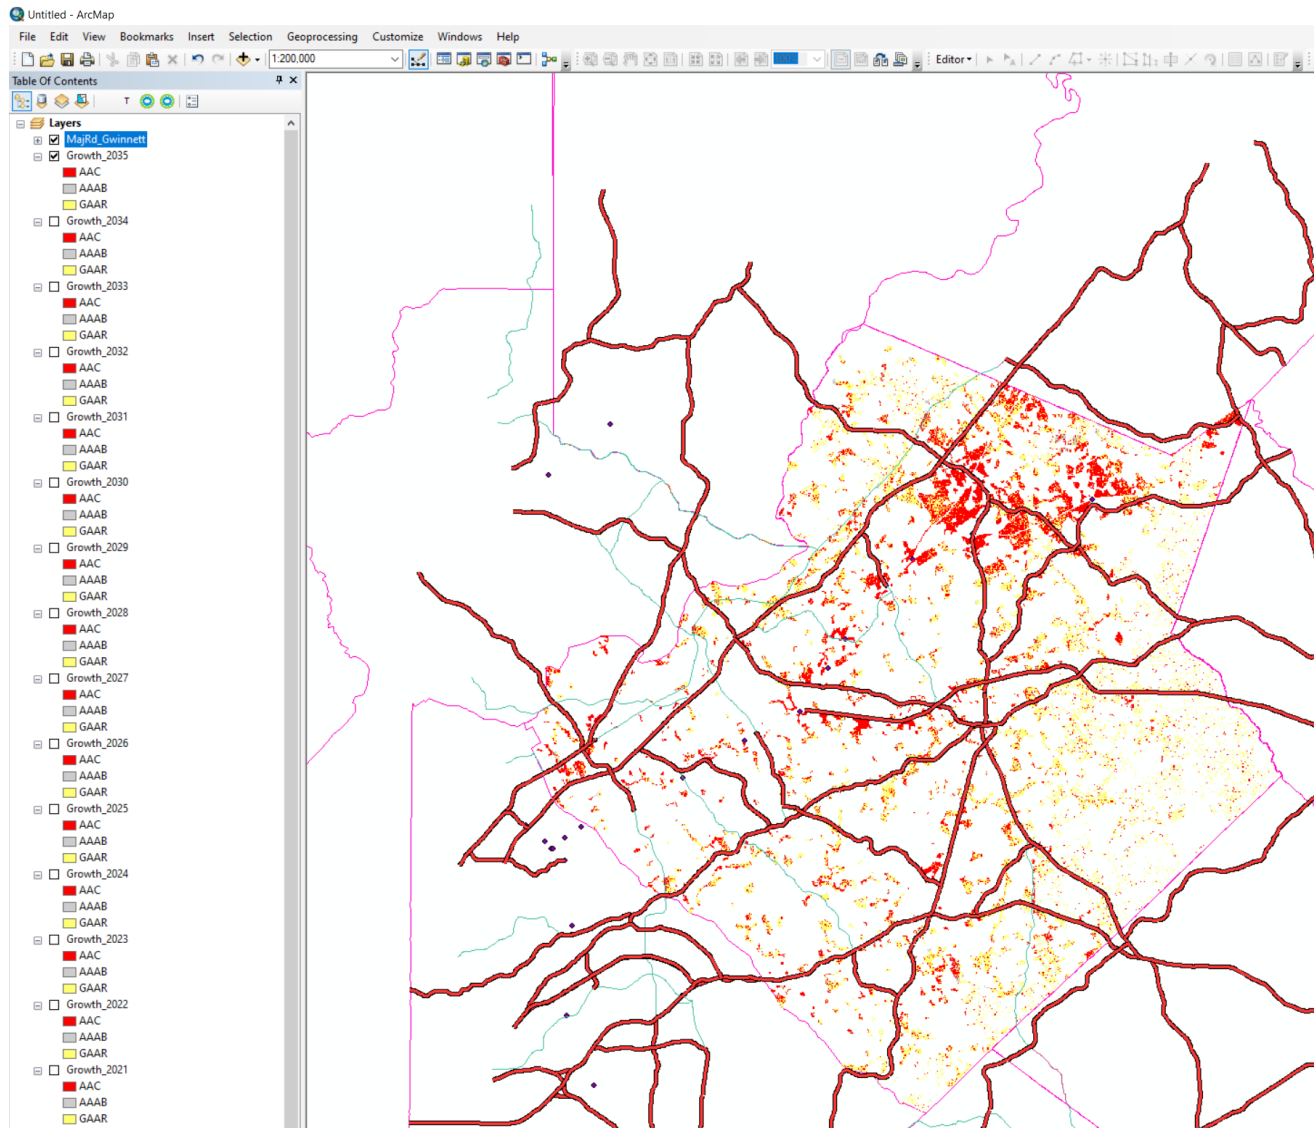 Untitled - ArcMap
File Edit View Bookmarks Insert Selection Geoprocessing Customize Windows Help
1:200,000
Editor
Table Of Contents
T
Layers
MajRd_Gwinnett
Growth_2035
AAC
AAAB
GAAR
Growth_2034
AAC
AAAB
GAAR
Growth_2033
AAC
AAAB
GAAR
Growth_2032
AAC
AAAB
GAAR
Growth_2031
AAC
AAAB
GAAR
Growth_2030
AAC
AAAB
GAAR
Growth_2029
AAC
AAAB
GAAR
Growth_2028
AAC
AAAB
GAAR
Growth_2027
AAC
AAAB
GAAR
Growth_2026
AAC
AAAB
GAAR
Growth_2025
AAC
AAAB
GAAR
Growth_2024
AAC
AAAB
GAAR
Growth_2023
AAC
AAAB
GAAR
Growth_2022
AAC
AAAB
GAAR
Growth_2021
AAC
AAAB
GAAR